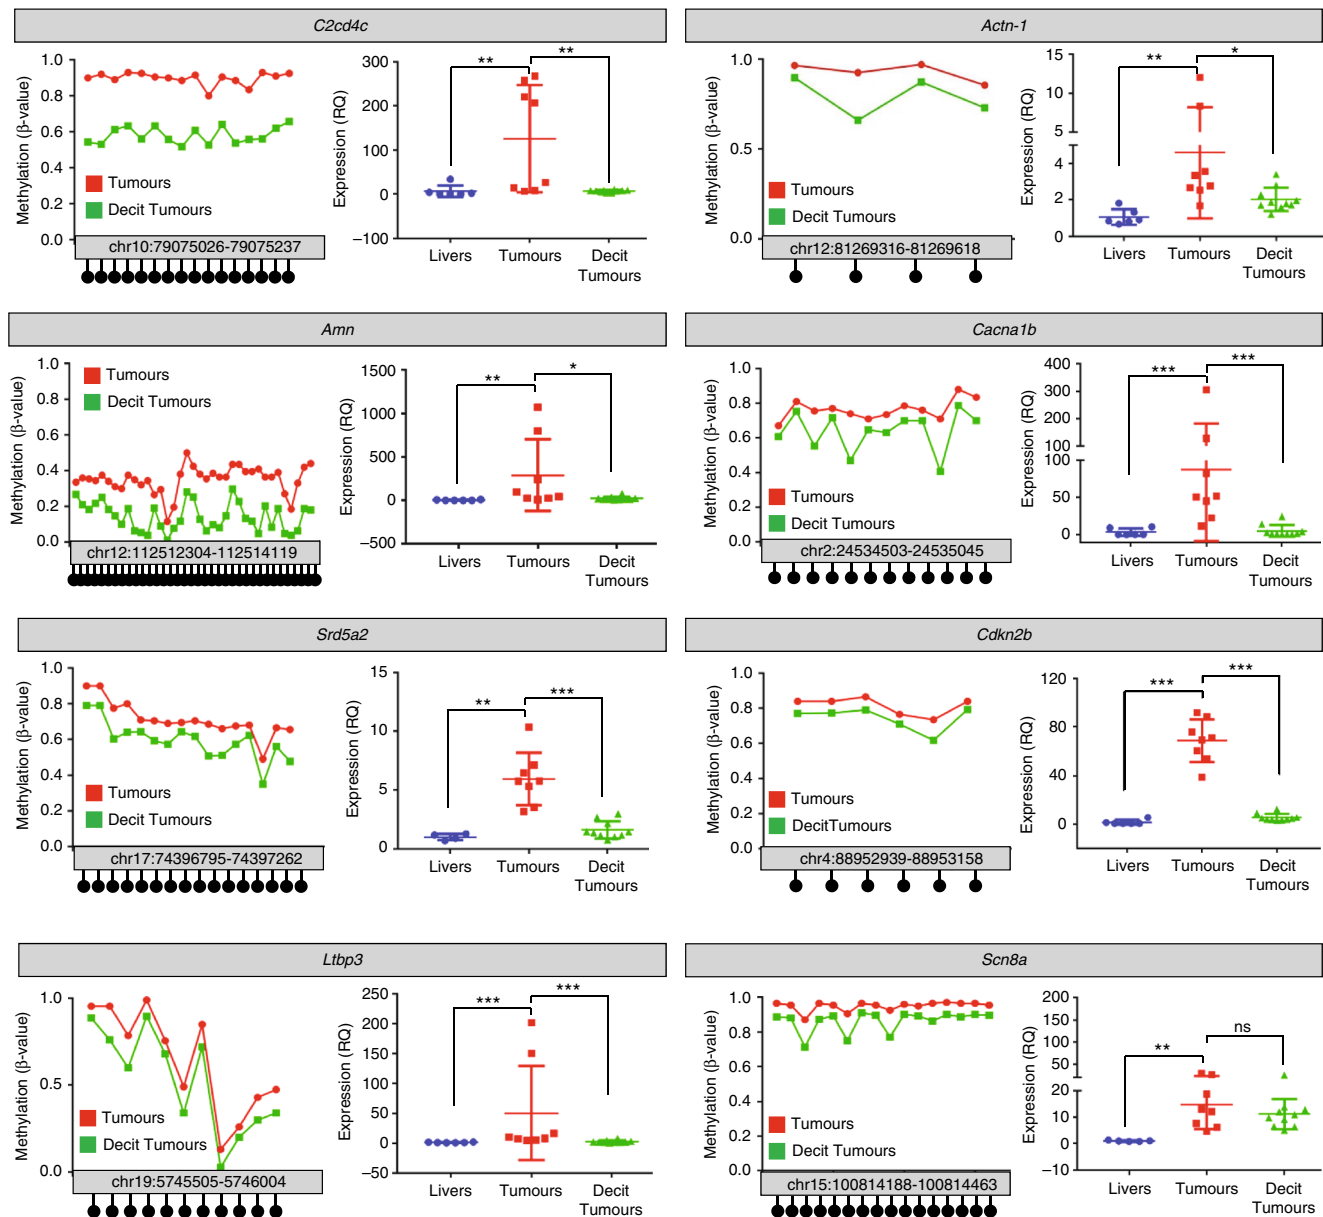 C2cd4c
Methylation (β-value)
1.0
0.8
0.6
0.4
0.2
0.0
Tumours
Decit Tumours
chr10:79075026-79075237
Expression (RQ)
300
200
100
0
–100
**
**
Livers
Tumours
Decit
Tumours
Actn-1
Methylation (β-value)
1.0
0.5
0.0
Tumours
Decit Tumours
chr12:81269316-81269618
Expression (RQ)
15
10
5
4
2
0
**
*
Livers
Tumours
Decit
Tumours
Amn
Methylation (β-value)
1.0
0.8
0.6
0.4
0.2
0.0
Tumours
Decit Tumours
chr12:112512304-112514119
Expression (RQ)
1500
1000
500
0
–500
**
*
Livers
Tumours
Decit
Tumours
Cacna1b
Methylation (β-value)
1.0
0.8
0.6
0.4
0.2
0.0
Tumours
Decit Tumours
chr2:24534503-24535045
Expression (RQ)
400
300
200
100
100
50
0
***
***
Livers
Tumours
Decit
Tumours
Srd5a2
Methylation (β-value)
1.0
0.8
0.6
0.4
0.2
0.0
Tumours
Decit Tumours
chr17:74396795-74397262
Expression (RQ)
15
10
5
0
**
***
Livers
Tumours
Decit
Tumours
Cdkn2b
Methylation (β-value)
1.0
0.8
0.6
0.4
0.2
0.0
Tumours
DecitTumours
chr4:88952939-88953158
Expression (RQ)
120
80
40
0
***
***
Livers
Tumours
Decit
Tumours
Ltbp3
Methylation (β-value)
1.0
0.5
0.0
Tumours
Decit Tumours
chr19:5745505-5746004
Expression (RQ)
250
200
150
100
50
0
–50
***
***
Livers
Tumours
Decit
Tumours
Scn8a
Methylation (β-value)
1.0
0.8
0.6
0.4
0.2
0.0
Tumours
Decit Tumours
chr15:100814188-100814463
Expression (RQ)
200
150
100
50
20
10
0
–10
**
ns
Livers
Tumours
Decit
Tumours